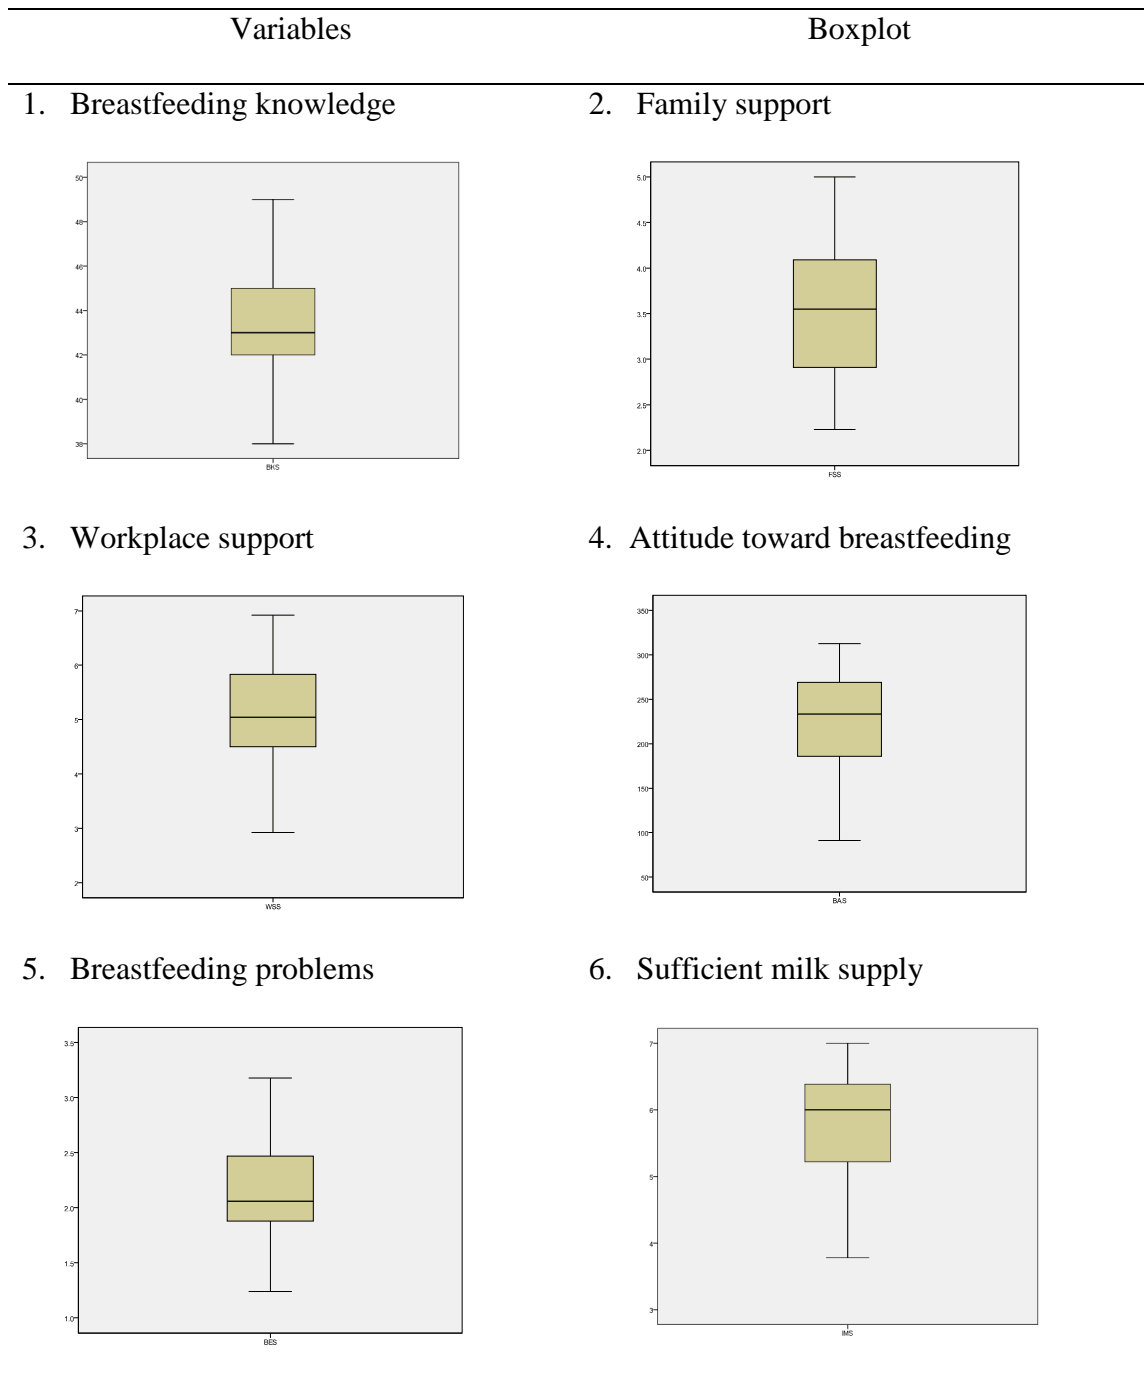 Variables Boxplot
1. Breastfeeding knowledge
2. Family support
50
48
46
44
42
40
38
BKS
5.0
4.5
4.0
3.5
3.0
2.5
2.0
FSS
3. Workplace support
4. Attitude toward breastfeeding
7
6
5
4
3
2
WSS
350
300
250
200
150
100
50
BAS
5. Breastfeeding problems
6. Sufficient milk supply
3.5
3.0
2.5
2.0
1.5
1.0
BES
7
6
5
4
3
IMS